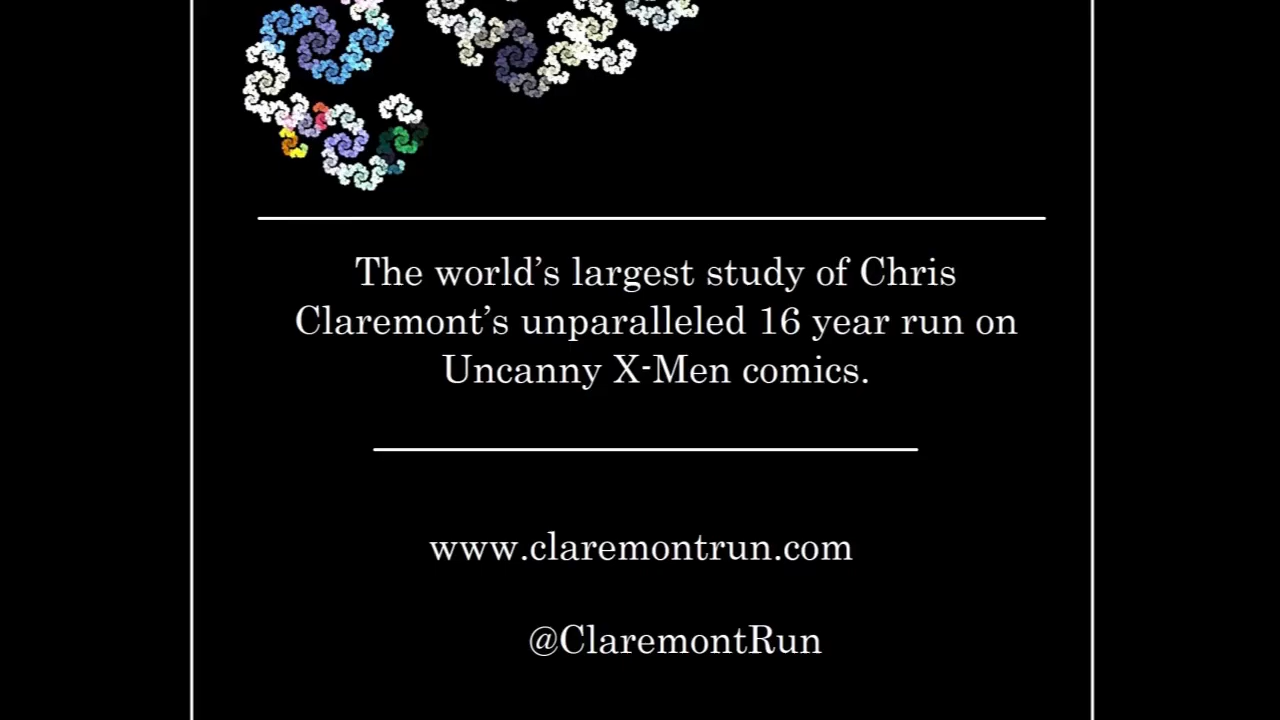 The world’s largest study of Chris
Claremont’s unparalleled 16 year run on
Uncanny X-Men comics.
www.claremontrun.com
@ClaremontRun